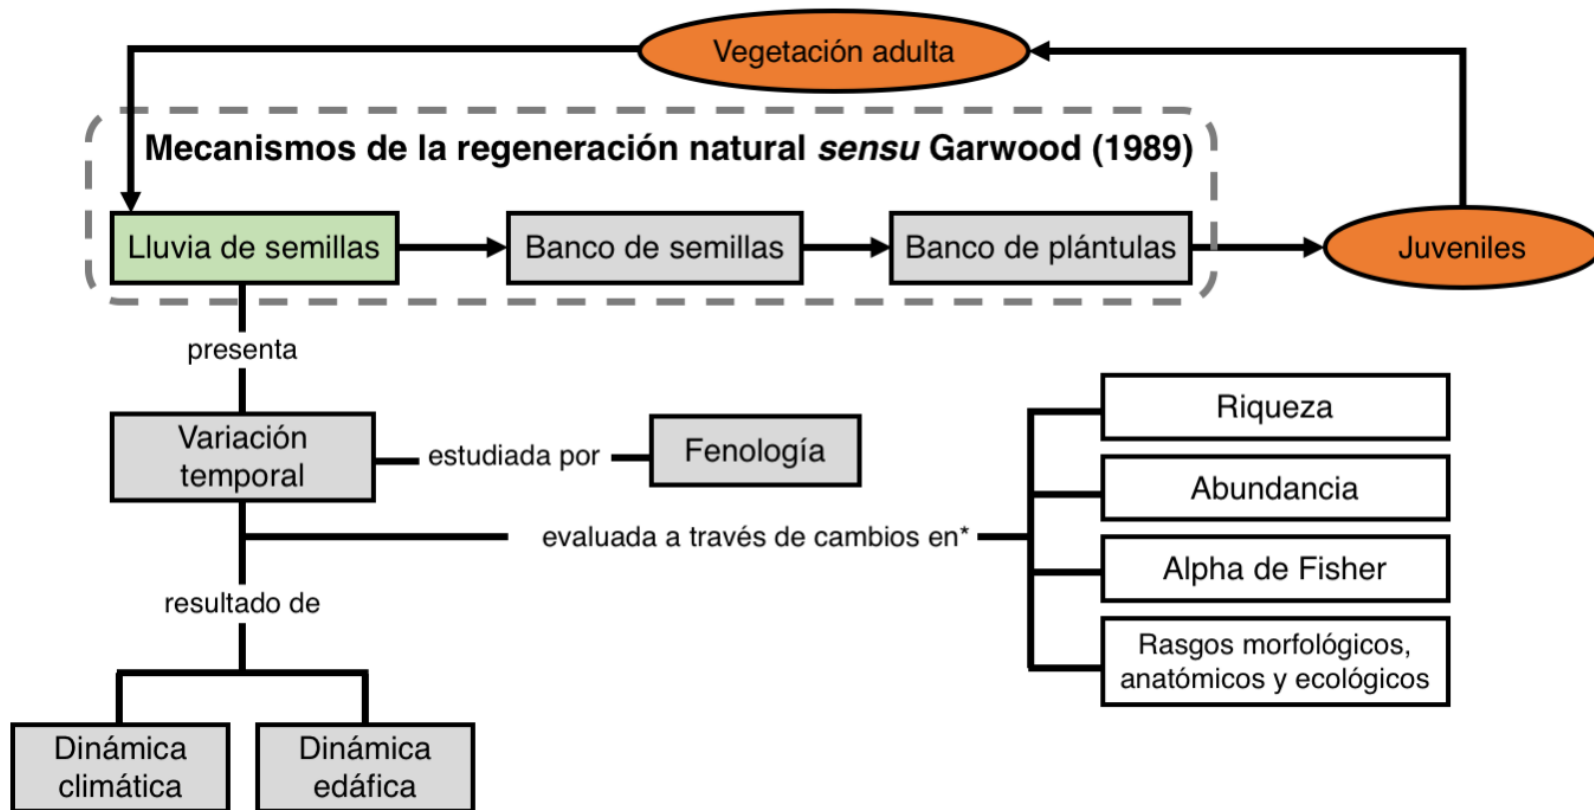 Vegetación adulta
Mecanismos de la regeneración natural sensu Garwood (1989)
Lluvia de semillas
Banco de semillas
Banco de plántulas
Juveniles
presenta
Variación
temporal
estudiada por
Fenología
evaluada a través de cambios en*
Riqueza
Abundancia
Alpha de Fisher
Rasgos morfológicos,
anatómicos y ecológicos
resultado de
Dinámica
climática
Dinámica
edáfica